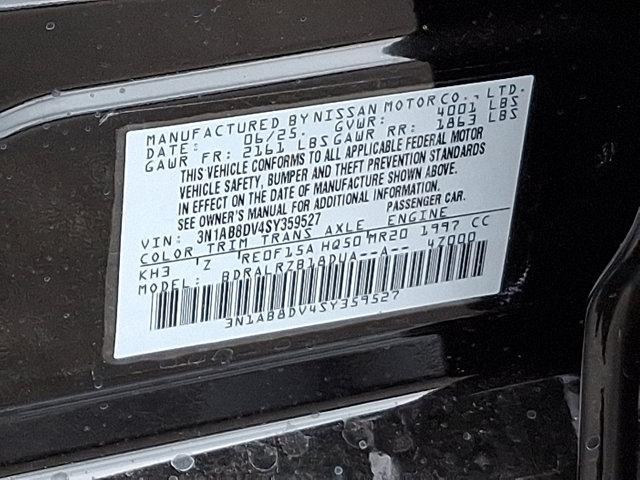 MANUFACTURED BY NISSAN MOTOR CO., LTD.
DATE: 06/25. GVWR: 4001 LBS
GAWR FR: 2161 LBS GAWR RR: 1863 LBS
THIS VEHICLE CONFORMS TO ALL APPLICABLE FEDERAL MOTOR
VEHICLE SAFETY, BUMPER AND THEFT PREVENTION STANDARDS
IN EFFECT ON THE DATE OF MANUFACTURE SHOWN ABOVE.
SEE OWNER'S MANUAL FOR ADDITIONAL INFORMATION.
VIN: 3N1AB8DV4SY359527 PASSENGER CAR.
COLOR TRIM TRANS AXLE ENGINE
KH3 'Z 'RE0F15A HQ50'MR20 1997 CC
MODEL: BDRALRZB18DUA--A-- 47000
3N1AB8DV4SY359527